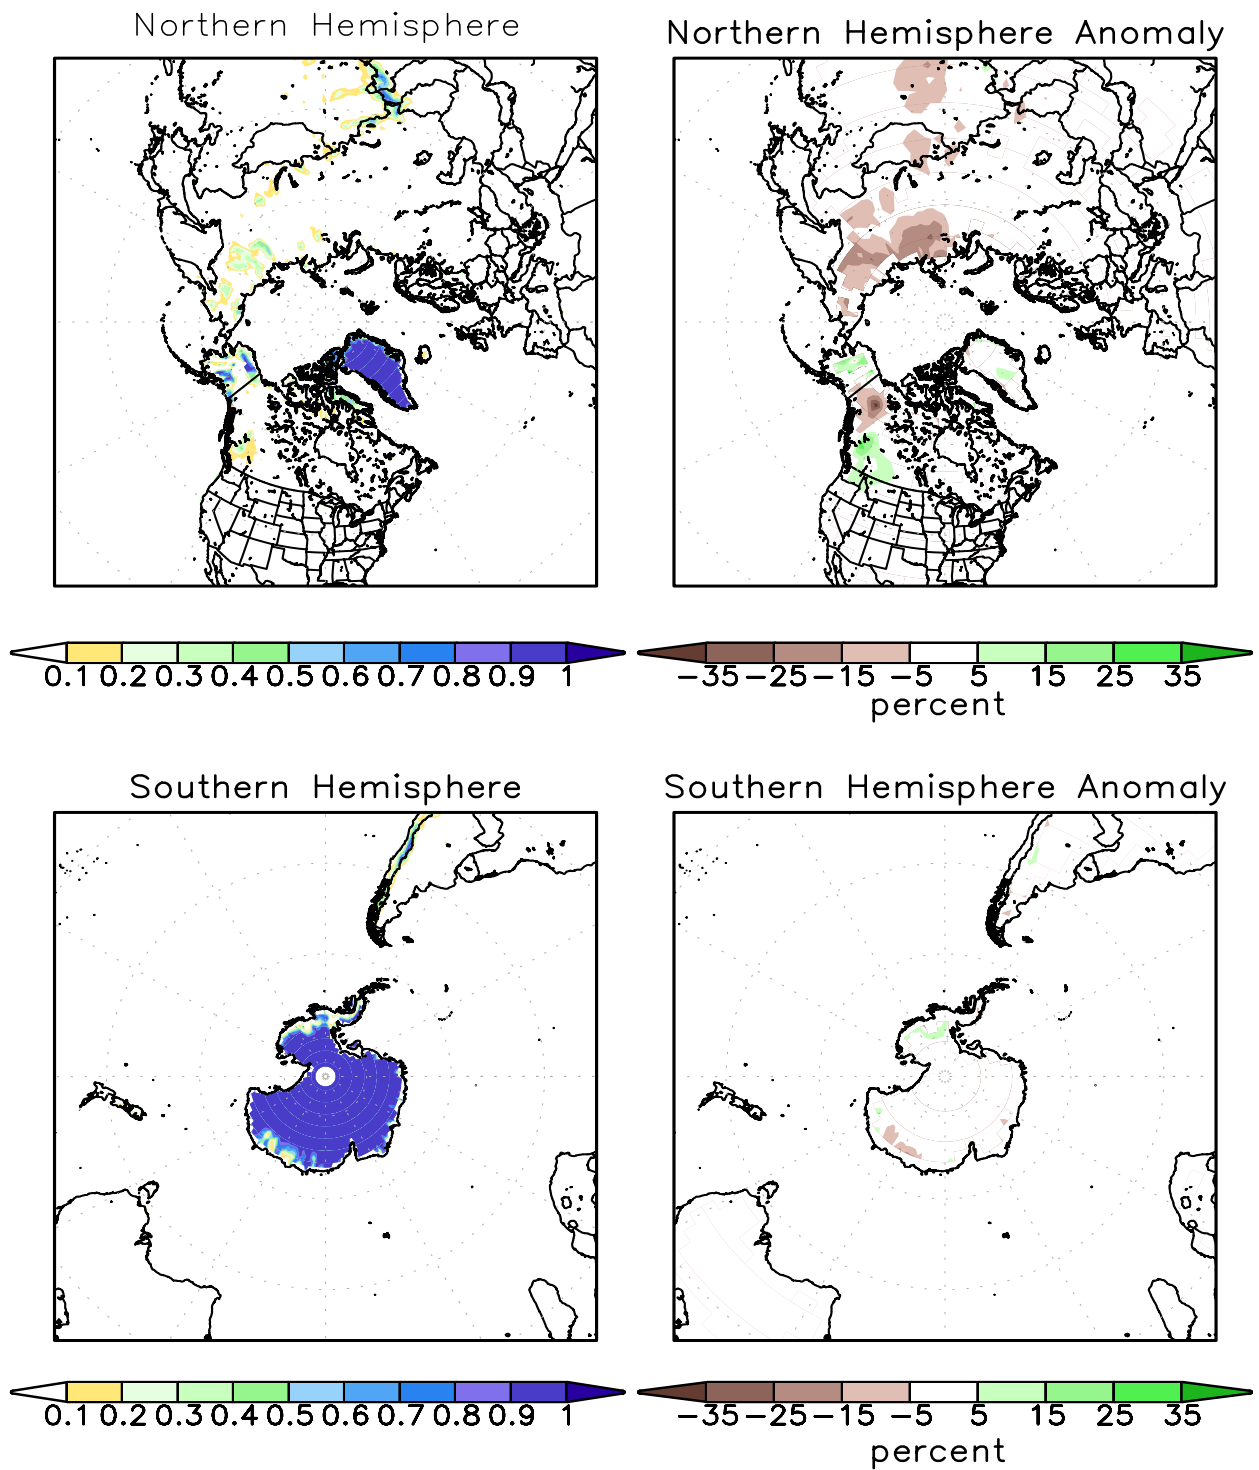 Northern Hemisphere
Northern Hemisphere Anomaly
0.1 0.2 0.3 0.4 0.5 0.6 0.7 0.8 0.9 1
-35 -25 -15 -5 5 15 25 35
percent
Southern Hemisphere
Southern Hemisphere Anomaly
0.1 0.2 0.3 0.4 0.5 0.6 0.7 0.8 0.9 1
-35 -25 -15 -5 5 15 25 35
percent